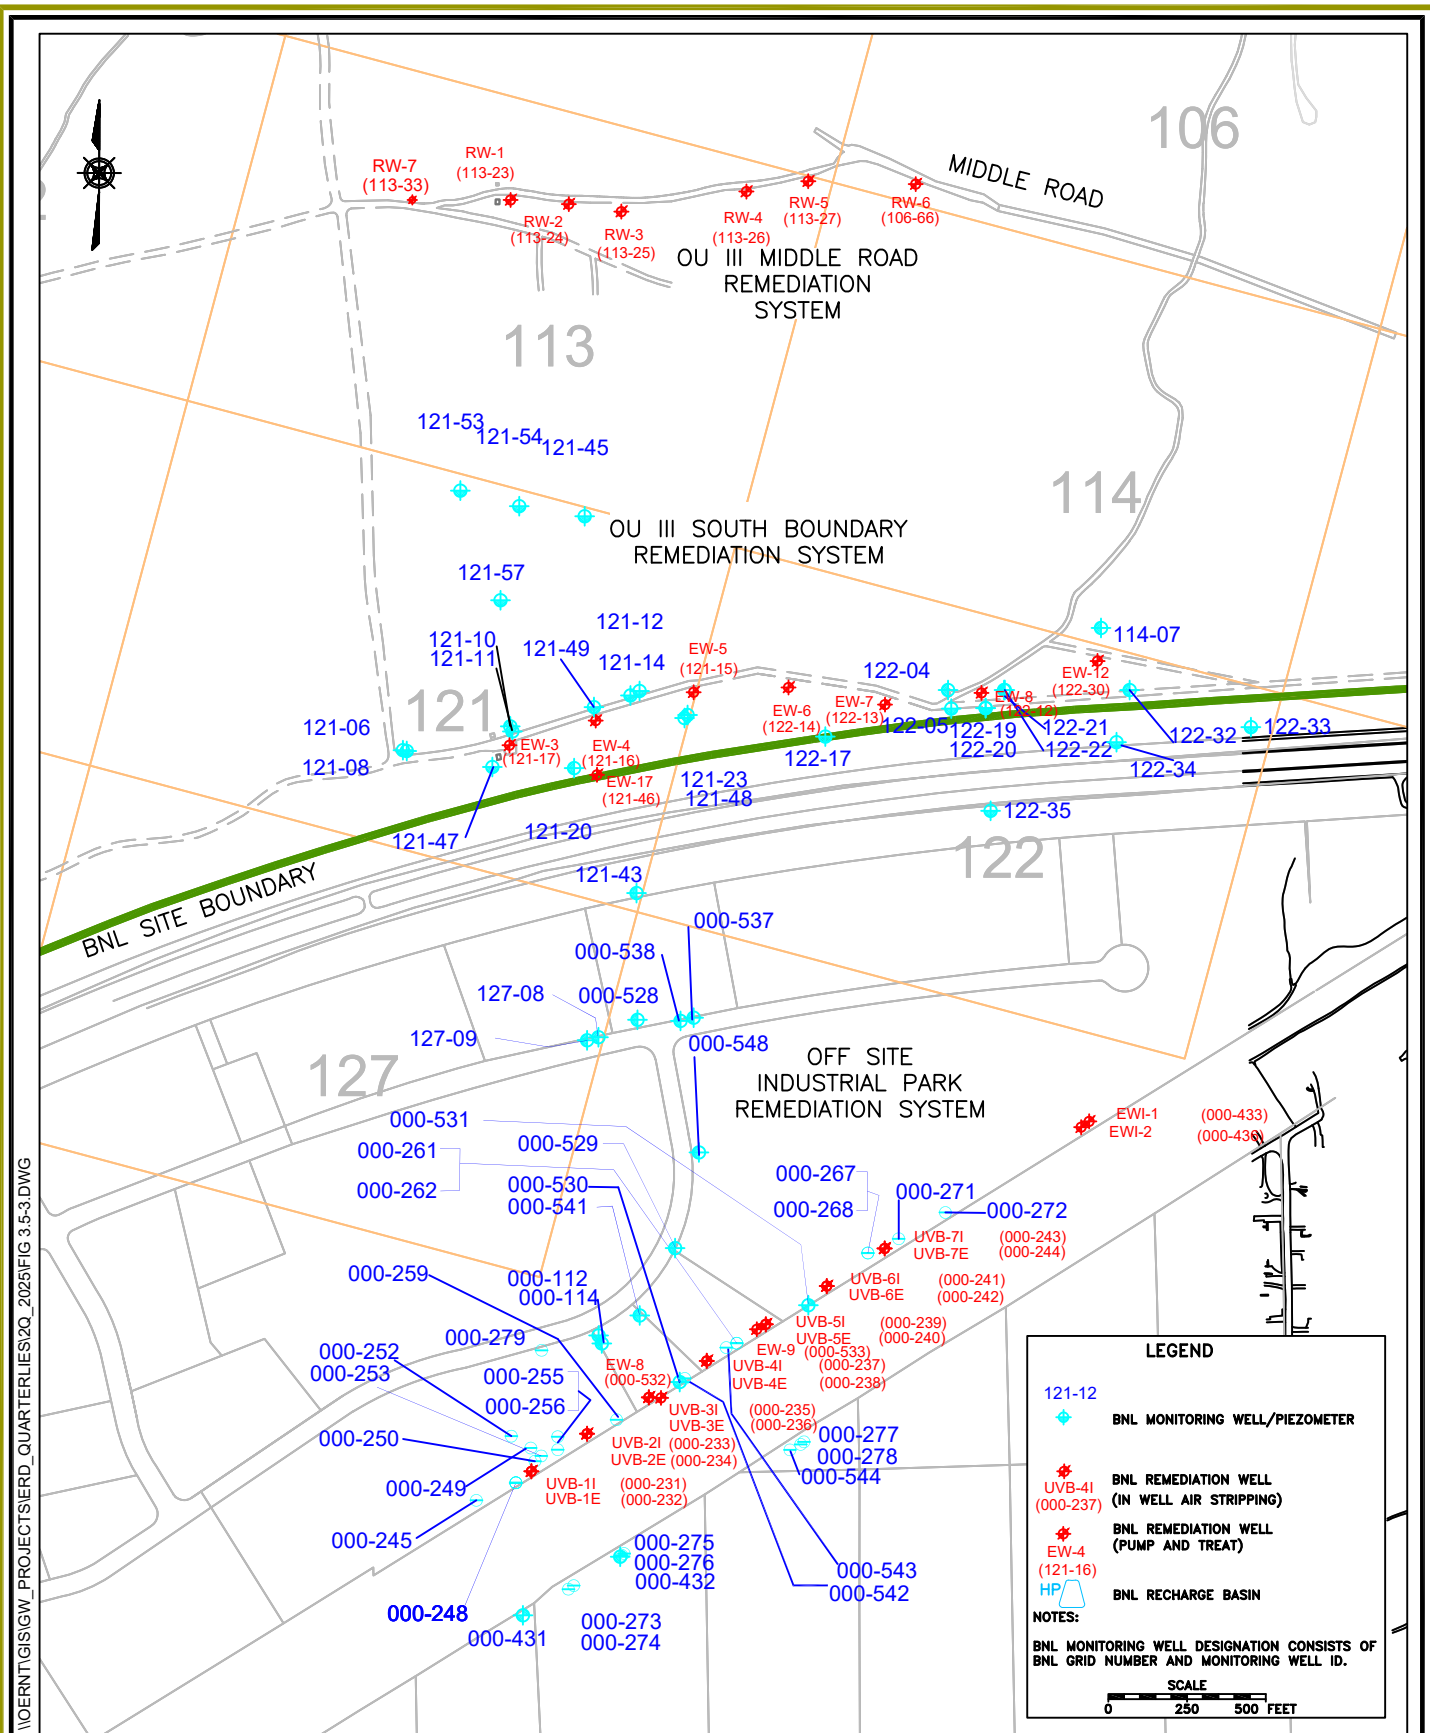 106
MIDDLE ROAD
RW-7
(113-33)
RW-1
(113-23)
RW-2
(113-24)
RW-3
(113-25)
RW-4
(113-26)
RW-5
(113-27)
RW-6
(106-66)
OU III MIDDLE ROAD
REMEDIATION
SYSTEM
113
121-53
121-54
121-45
114
OU III SOUTH BOUNDARY
REMEDIATION SYSTEM
121-57
121-12
121-10
121-11
121-49
121-14
EW-5
(121-15)
114-07
EW-12
(122-30)
122-04
121
121-06
121-08
EW-3
(121-17)
EW-4
(121-16)
EW-17
(121-46)
EW-6
(122-14)
EW-7
(122-13)
EW-8
(122-12)
122-05
122-19
122-20
122-21
122-22
122-32
122-33
122-34
122-17
121-23
121-48
122-35
121-47
121-20
122
121-43
BNL SITE BOUNDARY
000-537
000-538
127-08
000-528
127-09
000-548
127
OFF SITE
INDUSTRIAL PARK
REMEDIATION SYSTEM
000-531
000-261
000-262
000-529
000-530
000-541
EWI-1 (000-433)
EWI-2 (000-436)
000-267
000-268
000-271
000-272
UVB-7I (000-243)
UVB-7E (000-244)
000-259
000-112
000-114
UVB-6I (000-241)
UVB-6E (000-242)
000-279
UVB-5I (000-239)
UVB-5E (000-240)
EW-9 (000-533)
000-252
000-253
EW-8
(000-532)
UVB-4I (000-237)
UVB-4E (000-238)
000-255
000-256
UVB-3I (000-235)
UVB-3E (000-236)
000-250
000-249
UVB-2I (000-233)
UVB-2E (000-234)
000-277
000-278
000-544
UVB-1I (000-231)
UVB-1E (000-232)
000-245
000-275
000-276
000-432
000-543
000-542
000-248
000-431
000-273
000-274
LEGEND
121-12
BNL MONITORING WELL/PIEZOMETER
UVB-4I
(000-237)
BNL REMEDIATION WELL
(IN WELL AIR STRIPPING)
EW-4
(121-16)
BNL REMEDIATION WELL
(PUMP AND TREAT)
HP
BNL RECHARGE BASIN
NOTES:
BNL MONITORING WELL DESIGNATION CONSISTS OF
BNL GRID NUMBER AND MONITORING WELL ID.
SCALE
0 250 500 FEET
\\OERNT\GIS\GW_PROJECTS\ERD_QUARTERLIES\2Q_2025\FIG 3.5-3.DWG